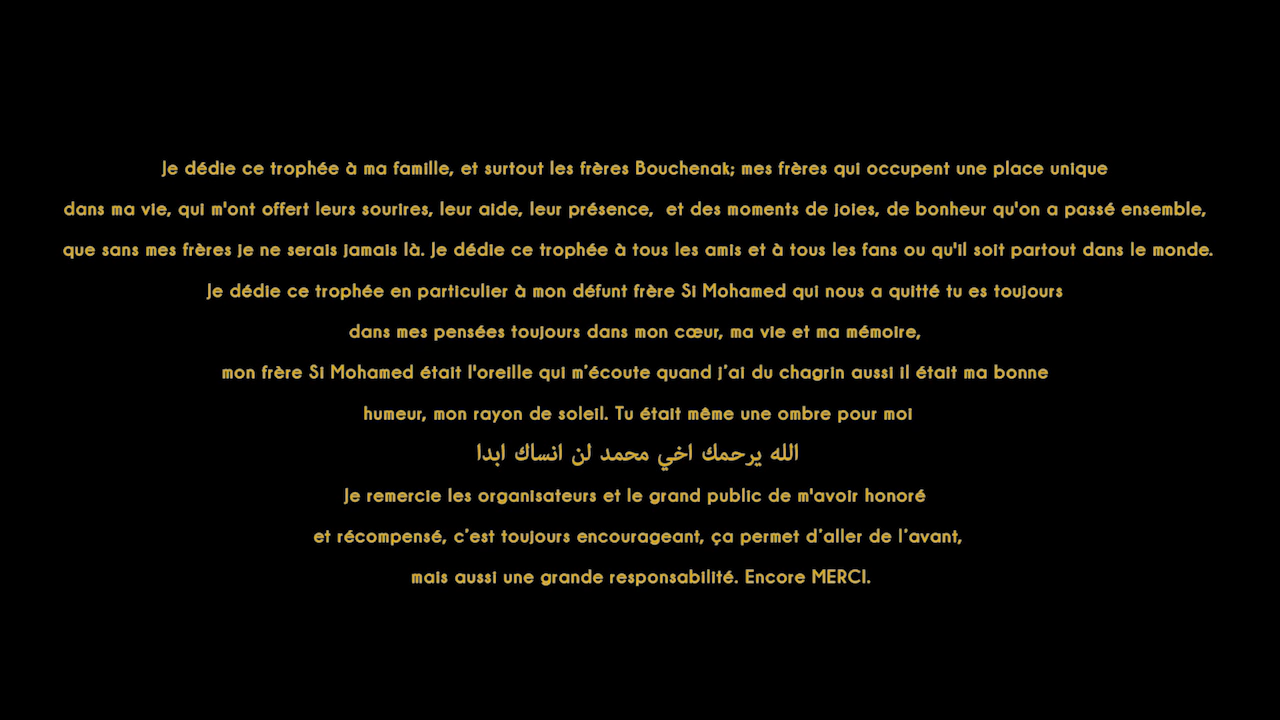 Je dédie ce trophée à ma famille, et surtout les frères Bouchenak; mes frères qui occupent une place unique
dans ma vie, qui m'ont offert leurs sourires, leur aide, leur présence,  et des moments de joies, de bonheur qu'on a passé ensemble,
que sans mes frères je ne serais jamais là. Je dédie ce trophée à tous les amis et à tous les fans ou qu'il soit partout dans le monde.
Je dédie ce trophée en particulier à mon défunt frère Si Mohamed qui nous a quitté tu es toujours
dans mes pensées toujours dans mon cœur, ma vie et ma mémoire,
mon frère Si Mohamed était l'oreille qui m’écoute quand j’ai du chagrin aussi il était ma bonne
humeur, mon rayon de soleil. Tu était même une ombre pour moi
الله يرحمك اخي محمد لن انساك ابدا
Je remercie les organisateurs et le grand public de m'avoir honoré
et récompensé, c’est toujours encourageant, ça permet d’aller de l’avant,
mais aussi une grande responsabilité. Encore MERCI.